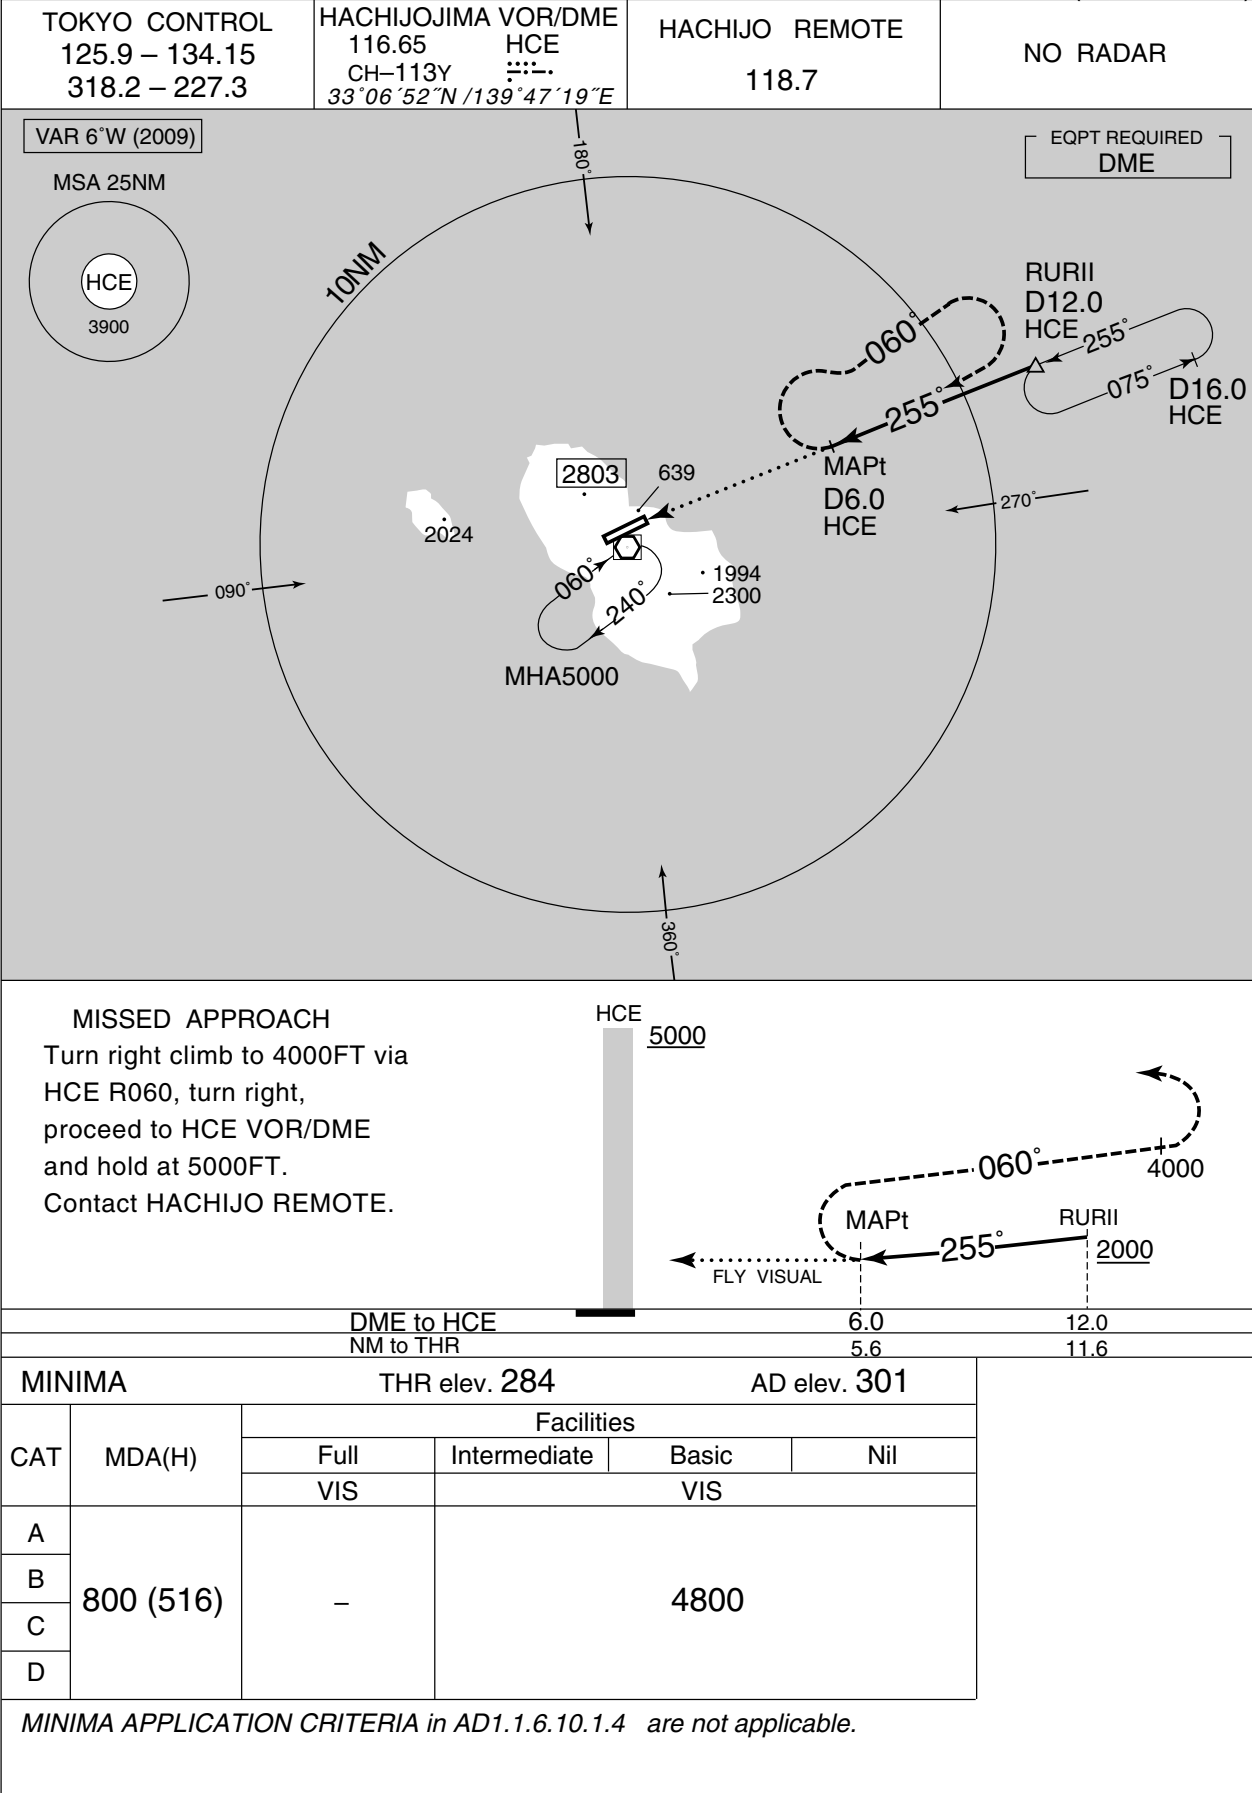 TOKYO CONTROL
125.9 – 134.15
318.2 – 227.3
HACHIJOJIMA VOR/DME
116.65 HCE
CH–113Y
33°06´52˝N /139°47´19˝E
HACHIJO REMOTE
118.7
NO RADAR
VAR 6°W (2009)
MSA 25NM
HCE
3900
EQPT REQUIRED
DME
180°
10NM
RURII
D12.0
HCE
255°
075°
D16.0
HCE
060°
255°
MAPt
D6.0
HCE
270°
2803
639
2024
090°
060°
240°
1994
2300
MHA5000
360°
MISSED APPROACH
Turn right climb to 4000FT via
HCE R060, turn right,
proceed to HCE VOR/DME
and hold at 5000FT.
Contact HACHIJO REMOTE.
HCE
5000
060°
4000
MAPt
RURII
255°
2000
FLY VISUAL
DME to HCE 6.0 12.0
NM to THR 5.6 11.6
MINIMA THR elev. 284 AD elev. 301
CAT MDA(H) Facilities
Full Intermediate Basic Nil
VIS VIS
A
B
C
D
800 (516) – 4800
MINIMA APPLICATION CRITERIA in AD1.1.6.10.1.4 are not applicable.